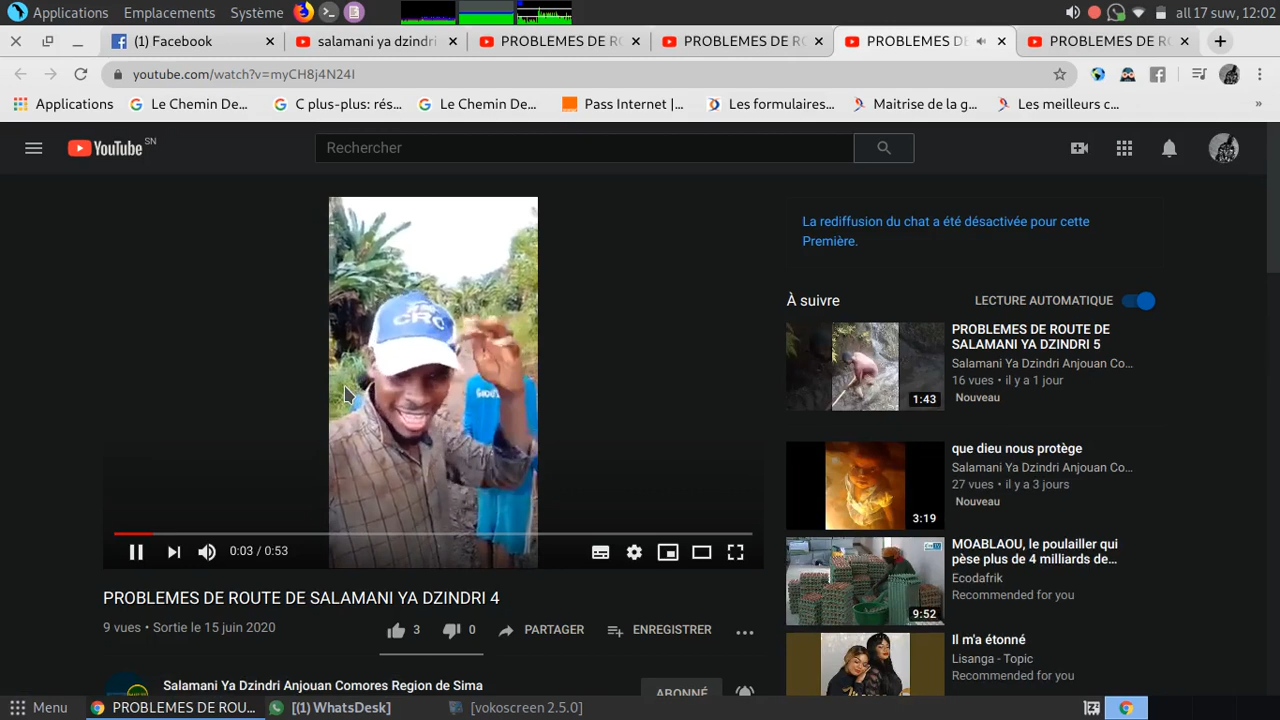 Applications Emplacements Système all 17 suw, 12:02
(1) Facebook salamani ya dzindri PROBLEMES DE RO PROBLEMES DE RO PROBLEMES DE PROBLEMES DE RO
youtube.com/watch?v=myCH8j4N24I
Applications Le Chemin De... C plus-plus: rés... Le Chemin De... Pass Internet |... Les formulaires... Maitrise de la g... Les meilleurs c... »
YouTube SN Rechercher
La rediffusion du chat a été désactivée pour cette
Première.
À suivre LECTURE AUTOMATIQUE
CRC
PROBLEMES DE ROUTE DE
SALAMANI YA DZINDRI 5
Salamani Ya Dzindri Anjouan Co...
16 vues • il y a 1 jour
Nouveau
1:43
que dieu nous protège
Salamani Ya Dzindri Anjouan Co...
27 vues • il y a 3 jours
Nouveau
3:19
0:03 / 0:53
MOABLAOU, le poulailler qui
pèse plus de 4 milliards de...
Ecodafrik
Recommended for you
9:52
PROBLEMES DE ROUTE DE SALAMANI YA DZINDRI 4
9 vues • Sortie le 15 juin 2020
3 0 PARTAGER ENREGISTRER
Il m'a étonné
Lisanga - Topic
Recommended for you
Salamani Ya Dzindri Anjouan Comores Region de Sima
ABONNÉ
Menu PROBLEMES DE ROU... [(1) WhatsDesk] [vokoscreen 2.5.0]